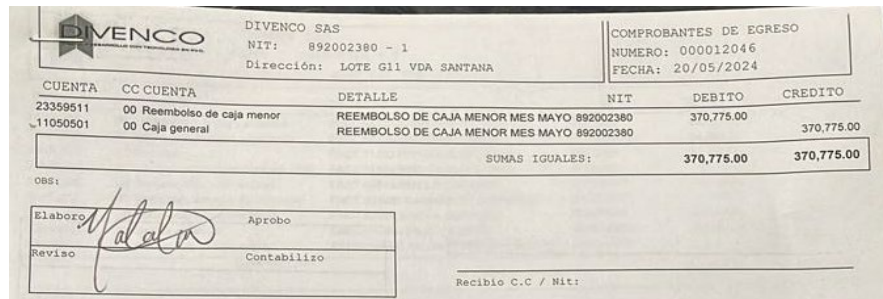 DIVENCO
DIVENCO SAS
NIT: 892002380 - 1
Dirección: LOTE G11 VDA SANTANA
COMPROBANTES DE EGRESO
NUMERO: 000012046
FECHA: 20/05/2024
CUENTA CC CUENTA DETALLE NIT DEBITO CREDITO
23359511 00 Reembolso de caja menor REEMBOLSO DE CAJA MENOR MES MAYO 892002380 370,775.00
11050501 00 Caja general REEMBOLSO DE CAJA MENOR MES MAYO 892002380 370,775.00
SUMAS IGUALES: 370,775.00 370,775.00
OBS:
Elaboro Aprobo
Reviso Contabilizo
Recibio C.C / Nit: